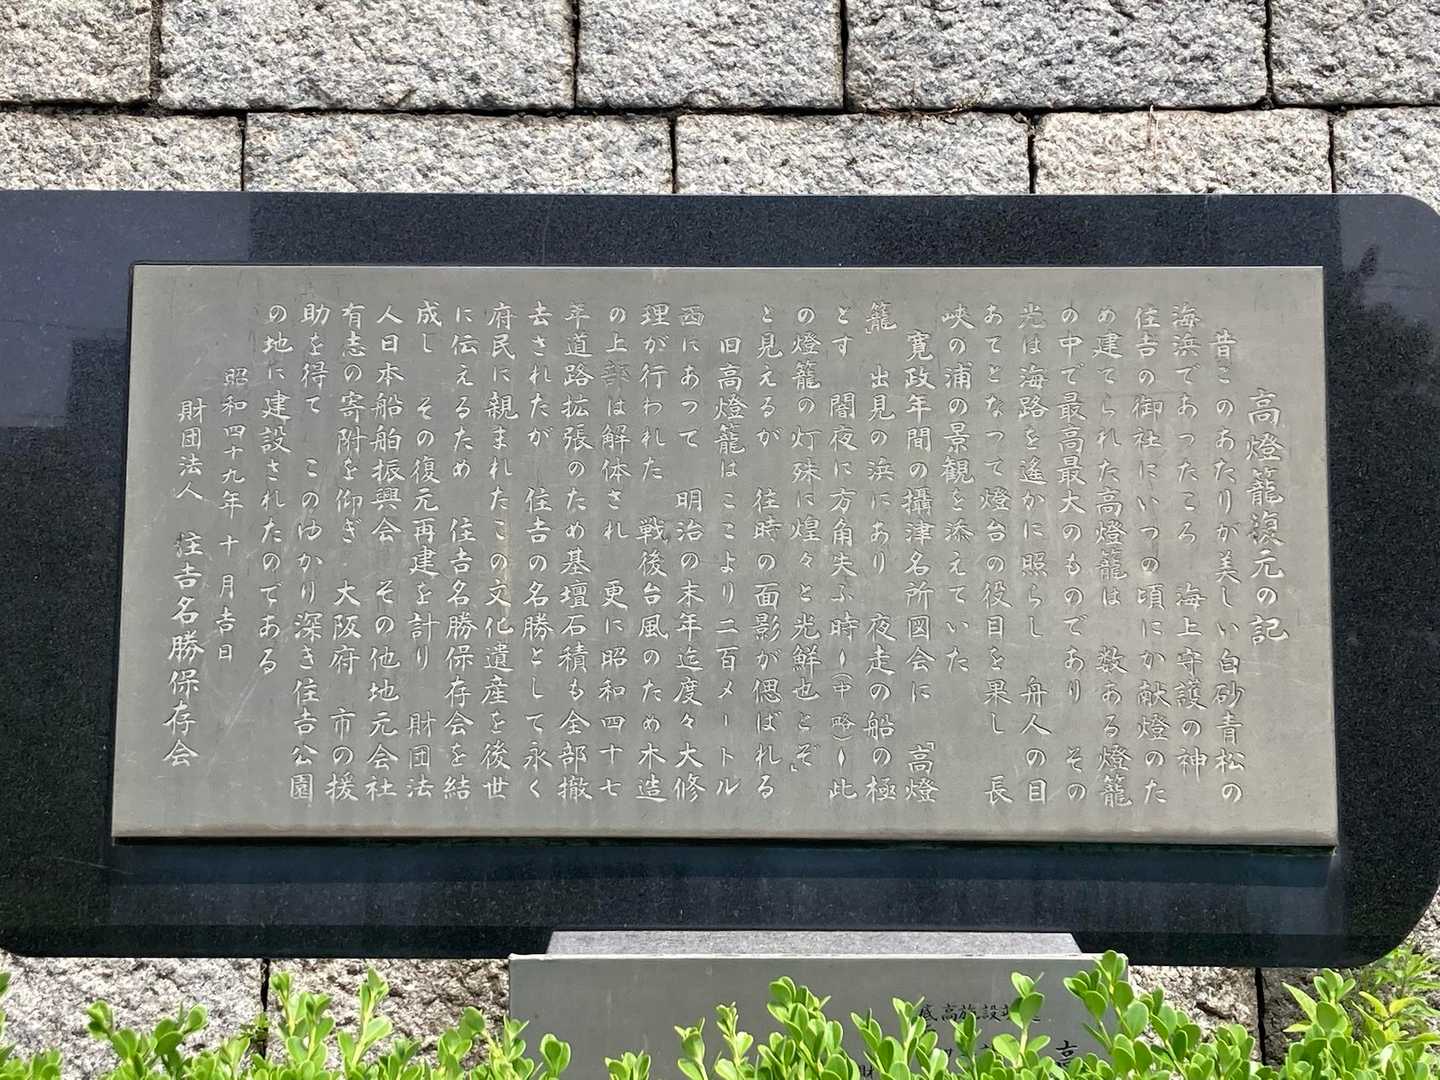 高燈籠復元の記
昔このあたりが美しい白砂青松の
海浜であったころ　海上守護の神
住吉の御社にいつの頃にか献燈のた
め建てられた高燈籠は　数ある燈籠
の中で最高最大のものであり　その
光は海路を遙かに照らし　舟人の目
あてとなって燈台の役目を果し　長
峡の浦の景観を添えていた
寛政年間の攝津名所図会に　「高燈
籠　出見の浜にあり　夜走の船の極
とす　闇夜に方角失ふ時ー(中略)ー此
の燈籠の灯殊に煌々と光鮮也とぞ」
と見えるが　往時の面影が偲ばれる
旧高燈籠はここより二百メートル
西にあって　明治の末年迄度々大修
理が行われた　戦後台風のため木造
の上部は解体され　更に昭和四十七
年道路拡張のため基壇石積も全部撤
去されたが　住吉の名勝として永く
府民に親まれたこの文化遺産を後世
に伝えるため　住吉名勝保存会を結
成し　その復元再建を計り　財団法
人日本船舶振興会　その他地元会社
有志の寄附を仰ぎ　大阪府　市の援
助を得て　このゆかり深き住吉公園
の地に建設されたのである
昭和四十九年　十月吉日
財団法人　住吉名勝保存会
高施設
財